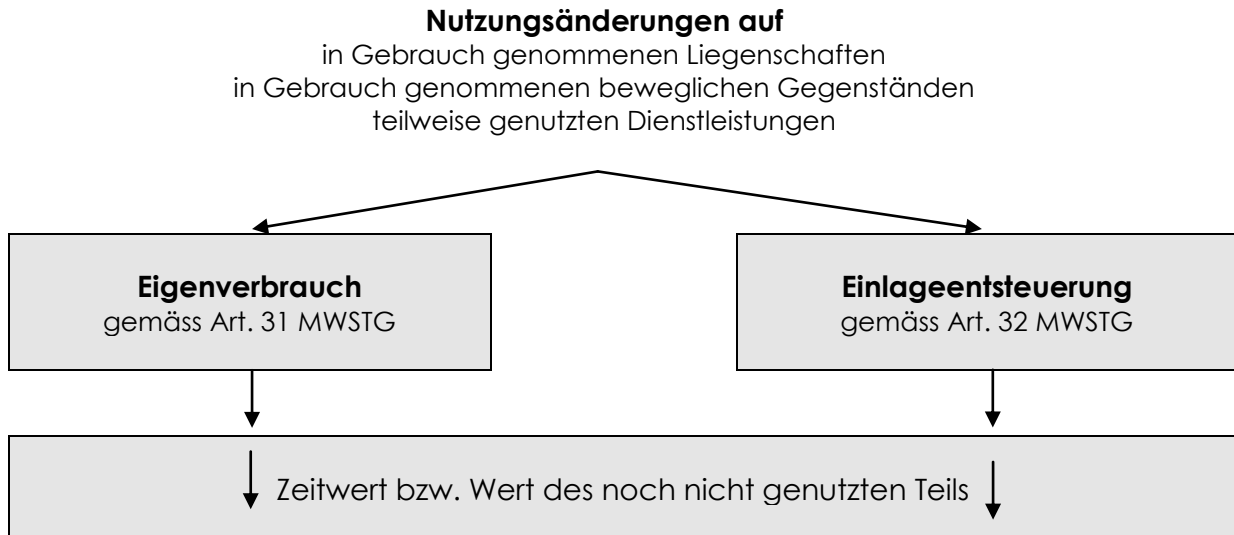 Nutzungsänderungen auf
in Gebrauch genommenen Liegenschaften
in Gebrauch genommenen beweglichen Gegenständen
teilweise genutzten Dienstleistungen
Eigenverbrauch
gemäss Art. 31 MWSTG
Einlageentsteuerung
gemäss Art. 32 MWSTG
Zeitwert bzw. Wert des noch nicht genutzten Teils